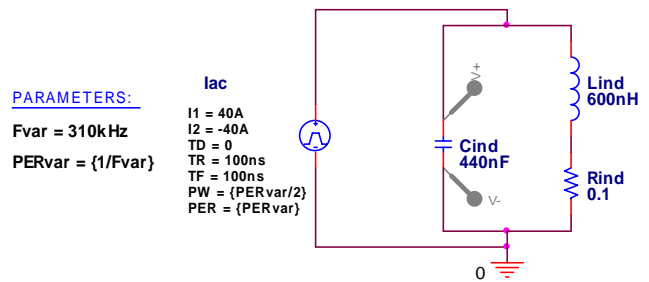 PARAMETERS:
Fvar = 310kHz
PERvar = {1/Fvar}
Iac
I1 = 40A
I2 = -40A
TD = 0
TR = 100ns
TF = 100ns
PW = {PERvar/2}
PER = {PERvar}
V+
Cind
440nF
V-
Lind
600nH
Rind
0.1
0